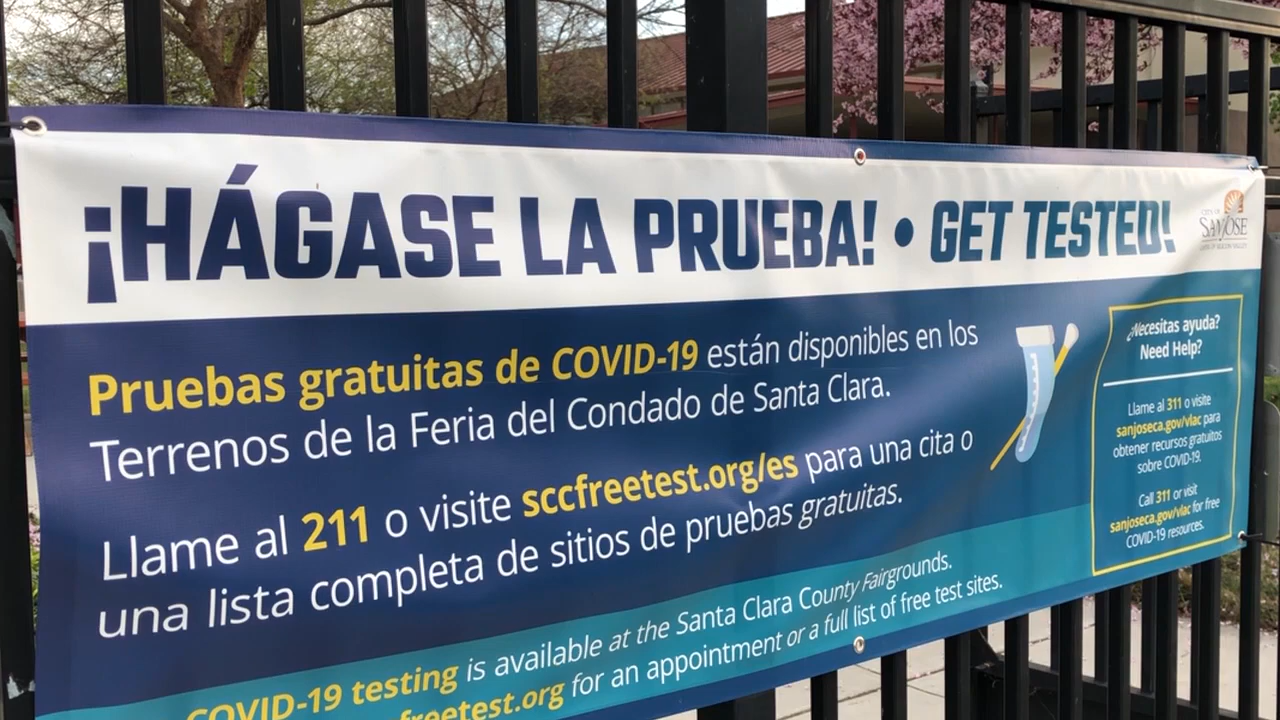 ¡HÁGASE LA PRUEBA! • GET TESTED!
CITY OF
SAN JOSE
Pruebas gratuitas de COVID-19 están disponibles en los
Terrenos de la Feria del Condado de Santa Clara.
Llame al 211 o visite sccfreetest.org/es para una cita o
una lista completa de sitios de pruebas gratuitas.
COVID-19 testing is available at the Santa County Fairgrounds.
freetest.org for an appointment or a full list of free test sites.
¿Necesitas ayuda?
Need Help?
Llame al 311 o visite
sanjoseca.gov/vlac para
obtener recursos gratuitos
sobre COVID-19.
Call 311 or visit
sanjoseca.gov/vlac for free
COVID-19 resources.